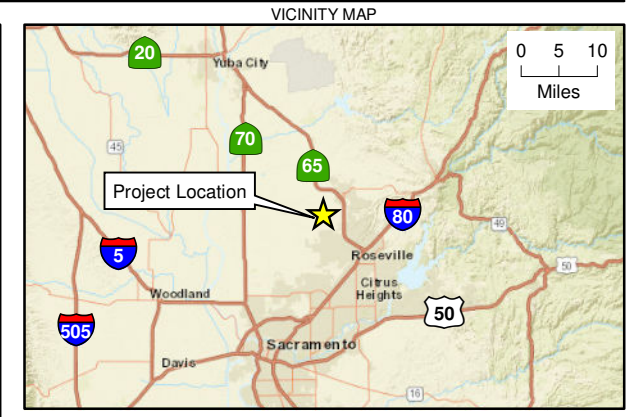 VICINITY MAP
20
Yuba City
0 5 10
Miles
70
45
65
Project Location
80
49
5
Roseville
50
Woodland
Citrus
Heights
50
505
Sacramento
Davis
16